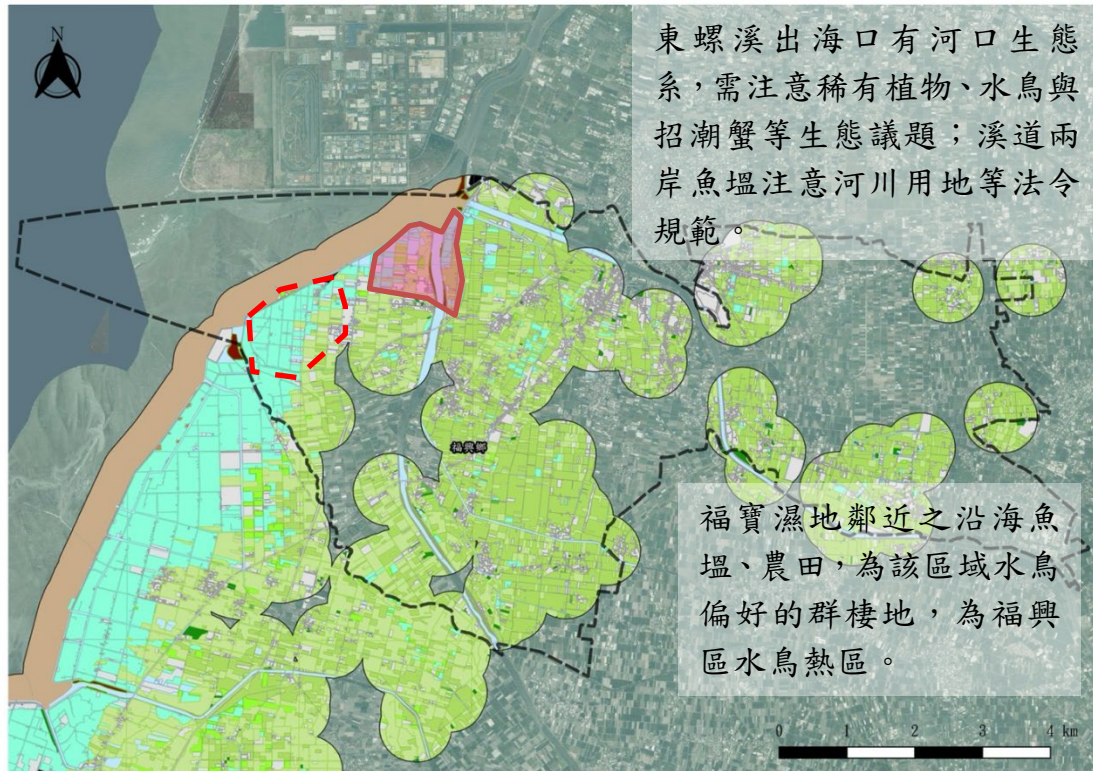 N
東螺溪出海口有河口生態
系，需注意稀有植物、水鳥與
招潮蟹等生態議題；溪道兩
岸魚塭注意河川用地等法令
規範。
福興鄉
福寶濕地鄰近之沿海魚
塭、農田，為該區域水鳥
偏好的群棲地，為福興
區水鳥熱區。
0 1 2 3 4 km